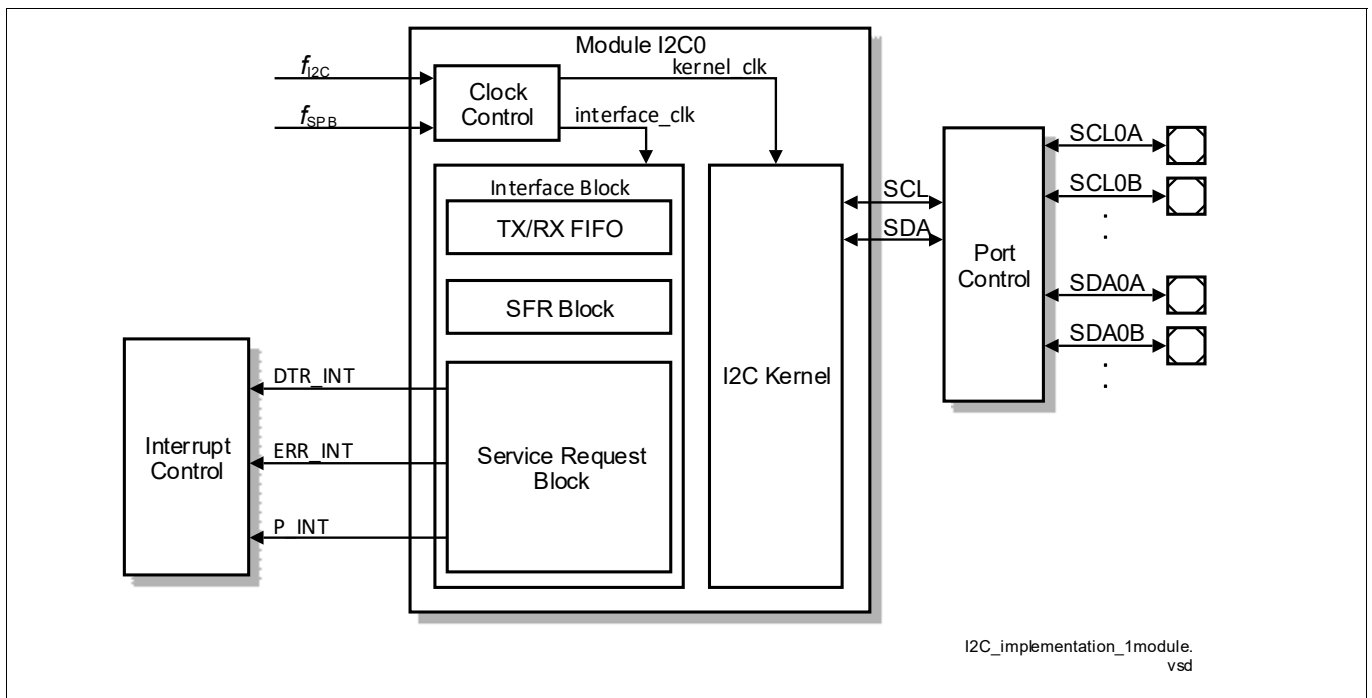 Module I2C0
fI2C
kernel_clk
Clock
Control
fSPB
interface_clk
Interface Block
TX/RX FIFO
SFR Block
Service Request
Block
I2C Kernel
SCL
SDA
Port
Control
SCL0A
SCL0B
.
.
SDA0A
SDA0B
.
.
Interrupt
Control
DTR_INT
ERR_INT
P_INT
I2C_implementation_1module.
vsd